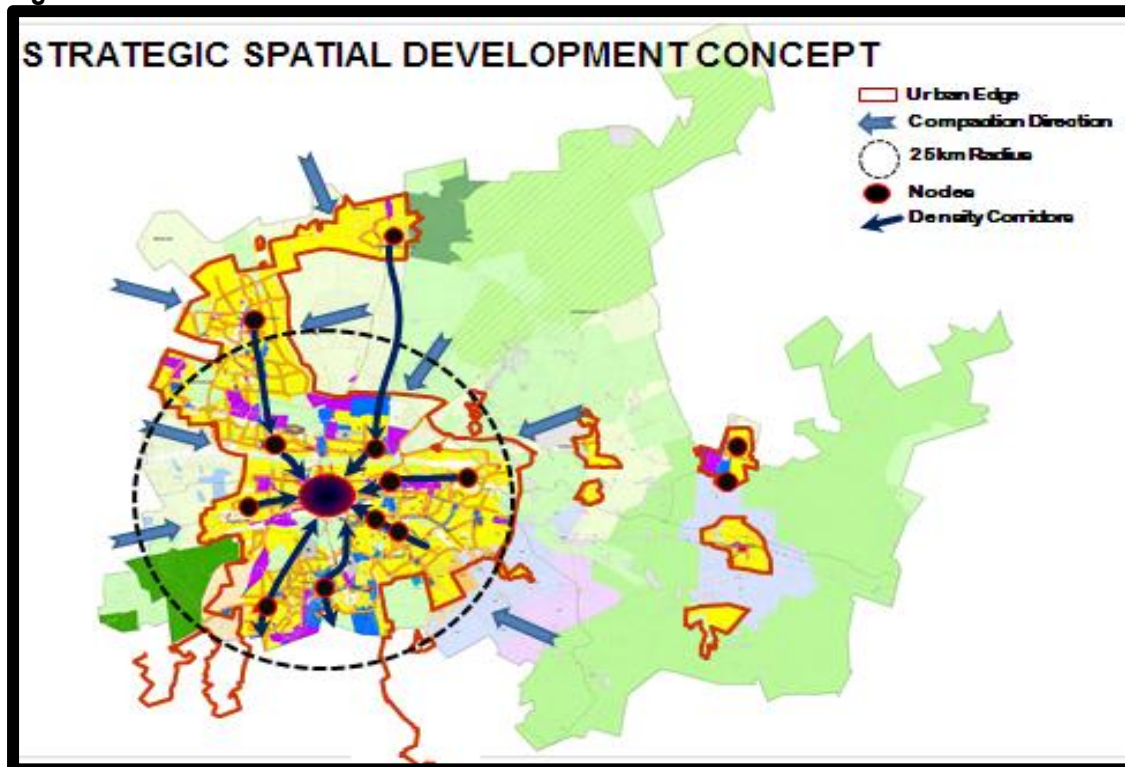 STRATEGIC SPATIAL DEVELOPMENT CONCEPT
Urban Edge
Compaction Direction
25km Radius
Nodes
Density Corridors